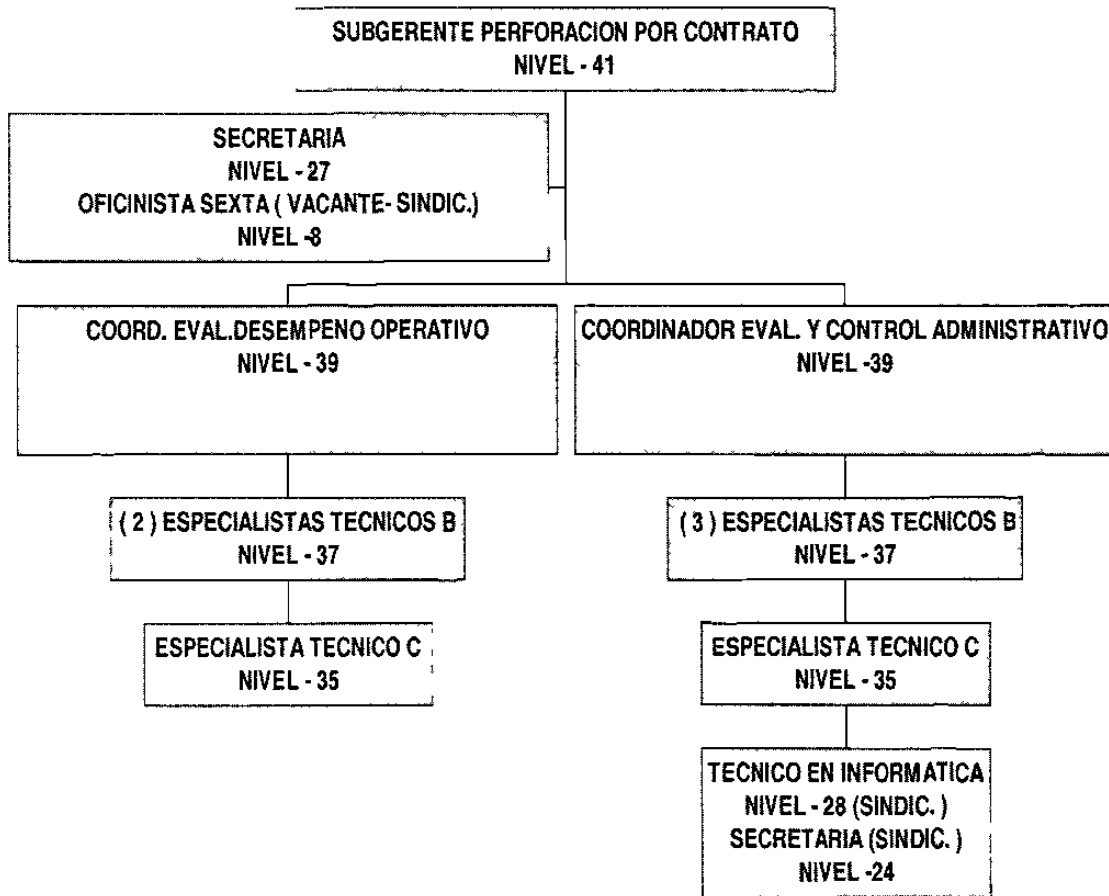 SUBGERENTE PERFORACION POR CONTRATO
NIVEL - 41
SECRETARIA
NIVEL - 27
OFICINISTA SEXTA ( VACANTE- SINDIC.)
NIVEL -8
COORD. EVAL.DESEMPENO OPERATIVO
NIVEL - 39
COORDINADOR EVAL. Y CONTROL ADMINISTRATIVO
NIVEL -39
( 2 ) ESPECIALISTAS TECNICOS B
NIVEL - 37
( 3 ) ESPECIALISTAS TECNICOS B
NIVEL - 37
ESPECIALISTA TECNICO C
NIVEL - 35
ESPECIALISTA TECNICO C
NIVEL - 35
TECNICO EN INFORMATICA
NIVEL - 28 (SINDIC. )
SECRETARIA (SINDIC. )
NIVEL -24